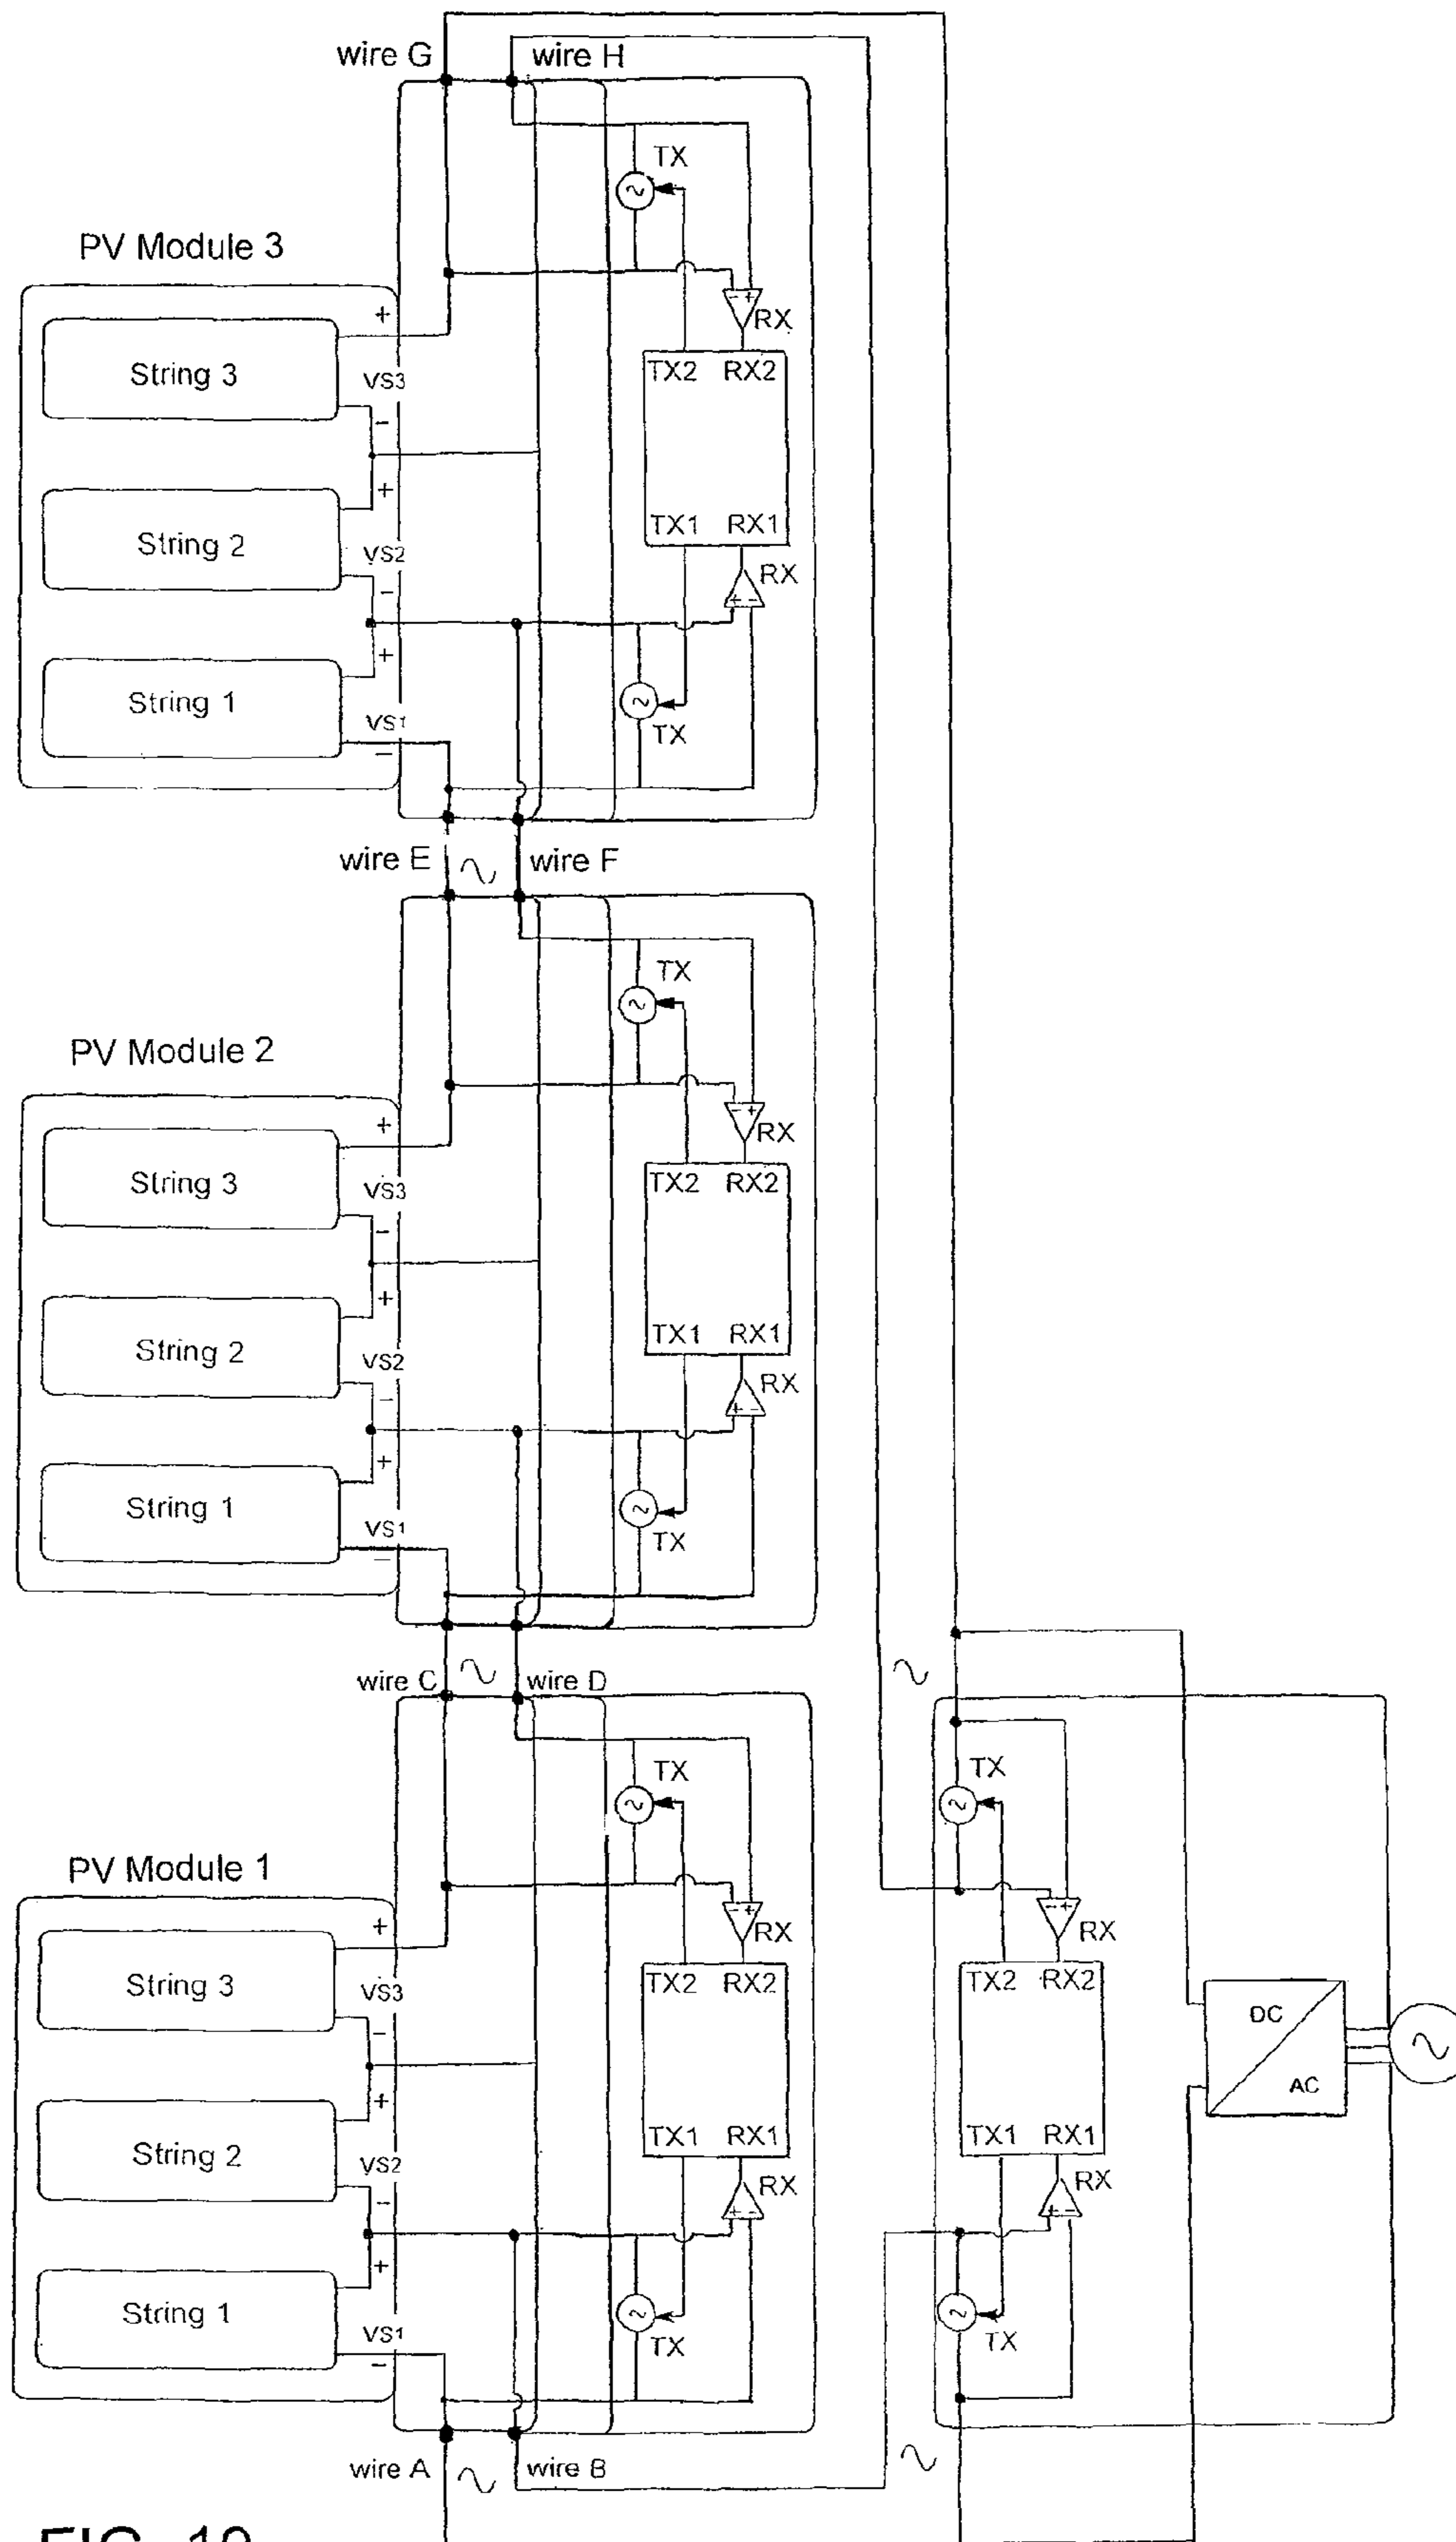 wire G wire H
TX
PV Module 3
+
String 3
VS3
- +
RX
TX2 RX2
-
+
String 2
VS2
TX1 RX1
-
RX
+ -
+
String 1
VS1
-
TX
wire E wire F
TX
PV Module 2
+
- +
RX
String 3
VS3
TX2 RX2
-
+
String 2
VS2
TX1 RX1
-
RX
+ -
+
String 1
VS1
-
TX
wire C wire D
TX
TX
PV Module 1
+
- +
RX
- +
RX
String 3
VS3
TX2 RX2
TX2 RX2
-
DC
AC
+
String 2
VS2
TX1 RX1
TX1 RX1
-
RX
+ -
RX
+ -
+
String 1
VS1
-
TX
TX
wire A wire B
FIG. 10